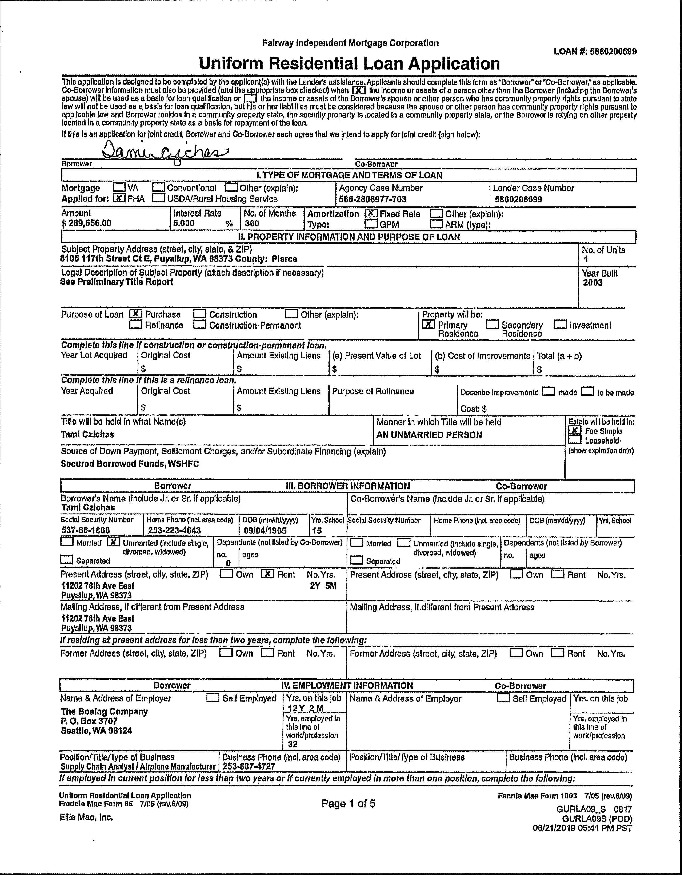 Fairway Independent Mortgage Corporation
LOAN #: 5860200699
Uniform Residential Loan Application
This application is designed to be completed by the applicant(s) with the Lender's assistance. Applicants should complete this form as "Borrower" or "Co-Borrower," as applicable.
Co-Borrower information must also be provided (and the appropriate box checked) when [X] the income or assets of a person other than the Borrower (including the Borrower's
spouse) will be used as a basis for loan qualification or [ ] the income or assets of the Borrower's spouse or other person who has community property rights pursuant to state
law will not be used as a basis for loan qualification, but his or her liabilities must be considered because the spouse or other person has community property rights pursuant to
applicable law and Borrower resides in a community property state, the security property is located in a community property state, or the Borrower is relying on other property
located in a community property state as a basis for repayment of the loan.
If this is an application for joint credit, Borrower and Co-Borrower each agree that we intend to apply for joint credit (sign below):
Borrower Co-Borrower
I. TYPE OF MORTGAGE AND TERMS OF LOAN
Mortgage [ ] VA [ ] Conventional [ ] Other (explain): Agency Case Number Lender Case Number
Applied for: [X] FHA [ ] USDA/Rural Housing Service 566-2806977-703 5860200699
Amount Interest Rate No. of Months Amortization [X] Fixed Rate [ ] Other (explain):
$ % 360 Type: [ ] GPM [ ] ARM (type):
II. PROPERTY INFORMATION AND PURPOSE OF LOAN
Subject Property Address (street, city, state, & ZIP) No. of Units
117th Street Ct E, Puyallup, WA 98373 County: Pierce 1
Legal Description of Subject Property (attach description if necessary) Year Built
See Preliminary Title Report 2003
Purpose of Loan [X] Purchase [ ] Construction [ ] Other (explain): Property will be:
[ ] Refinance [ ] Construction-Permanent [X] Primary Residence [ ] Secondary Residence [ ] Investment
Complete this line if construction or construction-permanent loan.
Year Lot Acquired Original Cost Amount Existing Liens (a) Present Value of Lot (b) Cost of Improvements Total (a + b)
$ $ $ $ $
Complete this line if this is a refinance loan.
Year Acquired Original Cost Amount Existing Liens Purpose of Refinance Describe Improvements [ ] made [ ] to be made
$ $ Cost: $
Title will be held in what Name(s) Manner in which Title will be held Estate will be held in:
Tami Czichas AN UNMARRIED PERSON [X] Fee Simple
[ ] Leasehold
Source of Down Payment, Settlement Charges, and/or Subordinate Financing (explain) (show expiration date)
Secured Borrowed Funds, WSHFC
Borrower III. BORROWER INFORMATION Co-Borrower
Borrower's Name (include Jr. or Sr. if applicable) Co-Borrower's Name (include Jr. or Sr. if applicable)
Tami Czichas
Social Security Number Home Phone (incl. area code) DOB (mm/dd/yyyy) Yrs. School Social Security Number Home Phone (incl. area code) DOB (mm/dd/yyyy) Yrs. School
[ ] Married [X] Unmarried (include single, divorced, widowed) Dependents (not listed by Co-Borrower) [ ] Married [ ] Unmarried (include single, divorced, widowed) Dependents (not listed by Borrower)
[ ] Separated no. 0 ages [ ] Separated no. ages
Present Address (street, city, state, ZIP) [ ] Own [X] Rent No. Yrs. Present Address (street, city, state, ZIP) [ ] Own [ ] Rent No. Yrs.
11202 78th Ave East 2Y 5M
Puyallup, WA 98373
Mailing Address, if different from Present Address Mailing Address, if different from Present Address
11202 78th Ave East
Puyallup, WA 98373
If residing at present address for less than two years, complete the following:
Former Address (street, city, state, ZIP) [ ] Own [ ] Rent No. Yrs. Former Address (street, city, state, ZIP) [ ] Own [ ] Rent No. Yrs.
Borrower IV. EMPLOYMENT INFORMATION Co-Borrower
Name & Address of Employer [ ] Self Employed Yrs. on this job Name & Address of Employer [ ] Self Employed Yrs. on this job
The Boeing Company 12Y 2M
P. O. Box 3707 Yrs. employed in this line of work/profession Yrs. employed in this line of work/profession
Seattle, WA 98124 32
Position/Title/Type of Business Business Phone (incl. area code) Position/Title/Type of Business Business Phone (incl. area code)
Supply Chain Analyst / Airplane Manufacturer
If employed in current position for less than two years or if currently employed in more than one position, complete the following:
Uniform Residential Loan Application Fannie Mae Form 1003 7/05 (rev.6/09)
Freddie Mac Form 65 7/05 (rev.6/09) Page 1 of 5 GURLA09_S 0817
Ellie Mae, Inc. GURLA09S (POD)
06/21/2019 05:41 PM PST